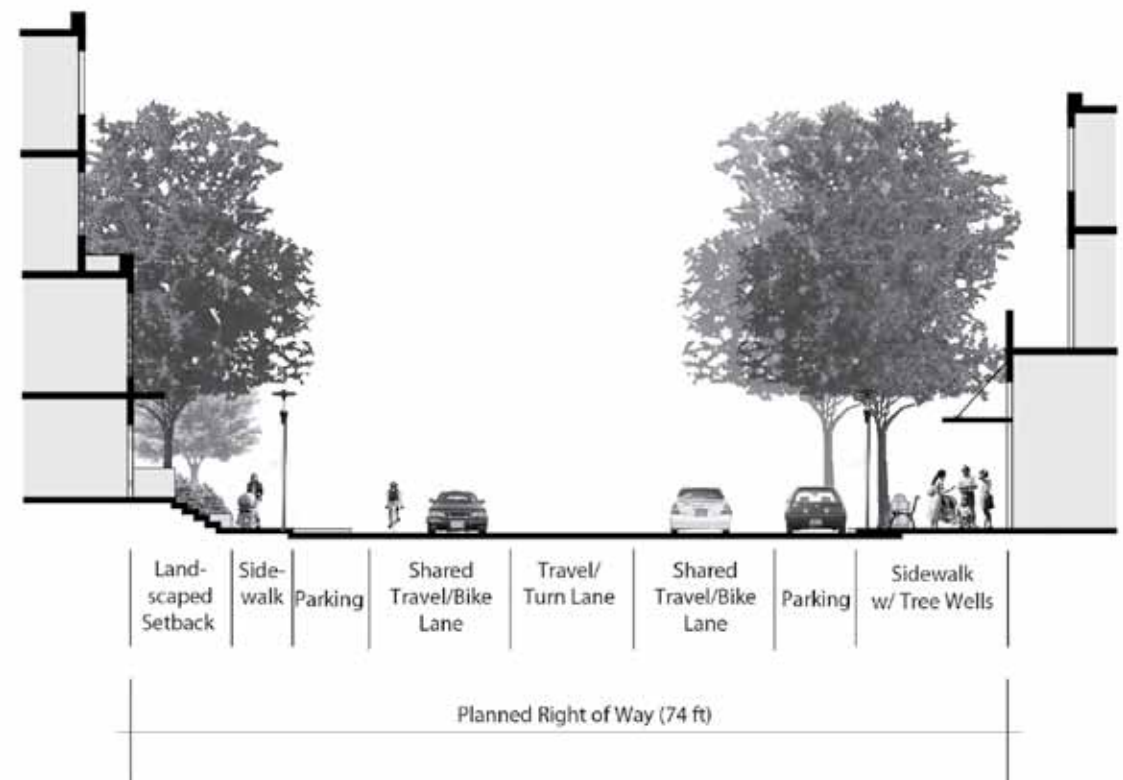 Land-
scaped
Setback
Side-
walk
Parking
Shared
Travel/Bike
Lane
Travel/
Turn Lane
Shared
Travel/Bike
Lane
Parking
Sidewalk
w/ Tree Wells
Planned Right of Way (74 ft)